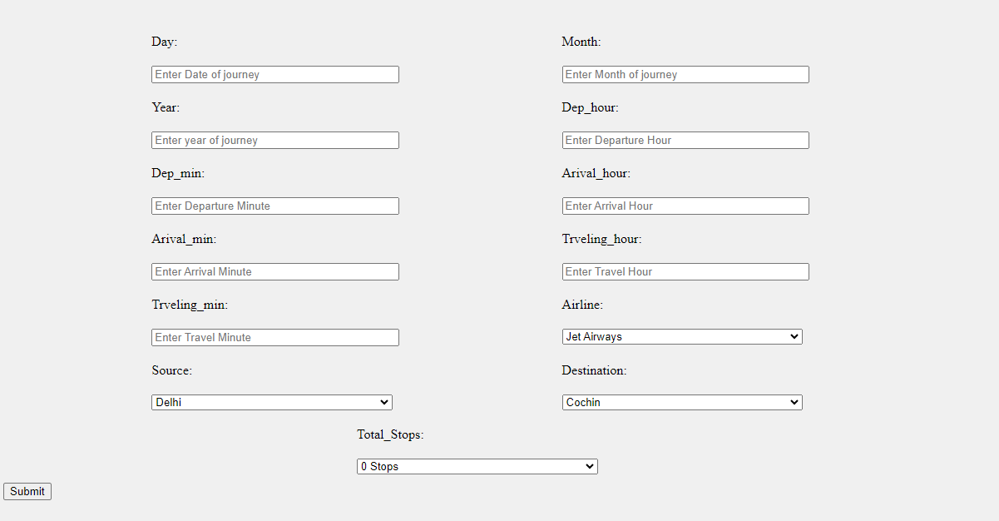 Day:
Month:
Enter Date of journey
Enter Month of journey
Year:
Dep_hour:
Enter year of journey
Enter Departure Hour
Dep_min:
Arival_hour:
Enter Departure Minute
Enter Arrival Hour
Arival_min:
Trveling_hour:
Enter Arrival Minute
Enter Travel Hour
Trveling_min:
Airline:
Enter Travel Minute
Jet Airways
Source:
Destination:
Delhi
Cochin
Total_Stops:
0 Stops
Submit